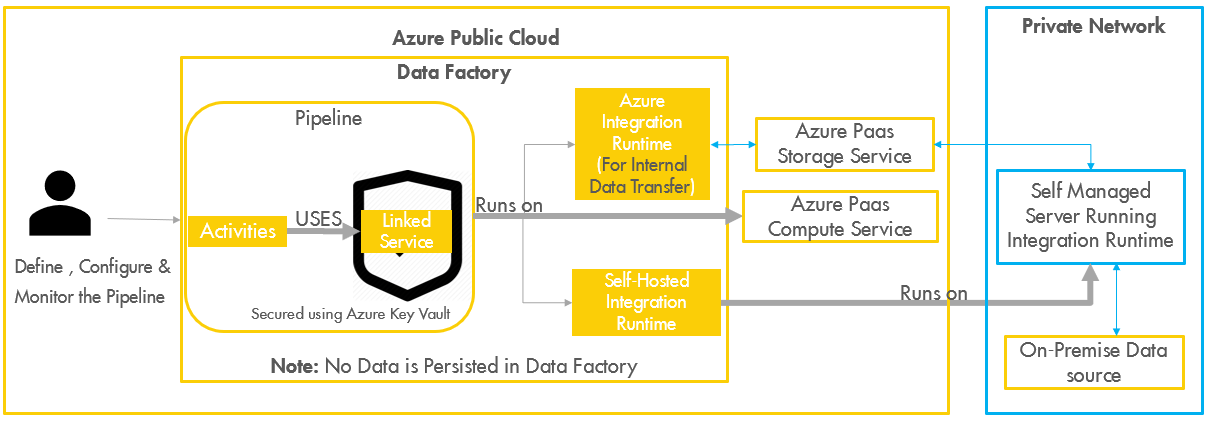 Azure Public Cloud
Private Network
Data Factory
Pipeline
Azure
Integration
Runtime
(For Internal
Data Transfer)
Azure Paas
Storage Service
Self Managed
Server Running
Integration Runtime
Activities
USES
Linked
Service
Runs on
Azure Paas
Compute Service
Define , Configure &
Monitor the Pipeline
Secured using Azure Key Vault
Self-Hosted
Integration
Runtime
Runs on
On-Premise Data
source
Note: No Data is Persisted in Data Factory